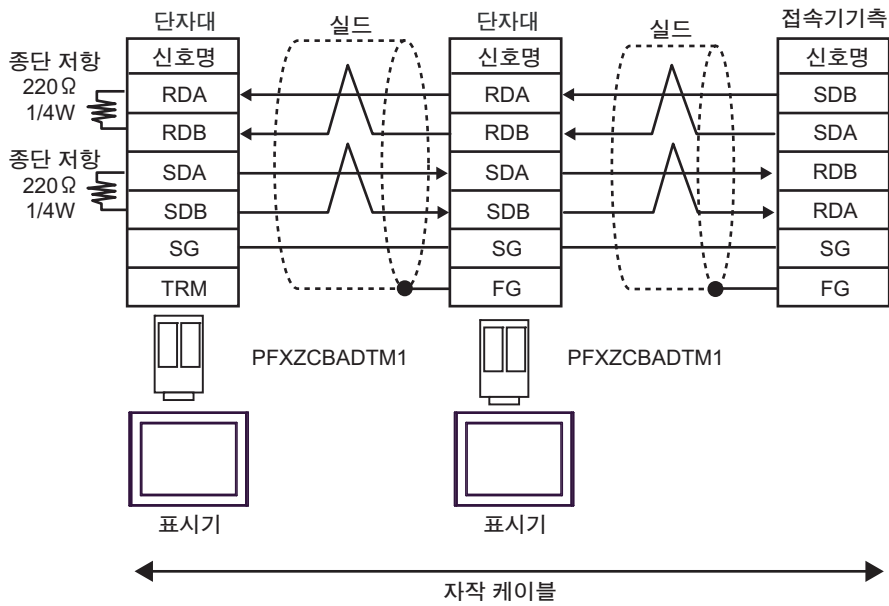 단자대
실드
단자대
실드
접속기기측
종단 저항
220Ω
1/4W
종단 저항
220Ω
1/4W
신호명
RDA
RDB
SDA
SDB
SG
TRM
신호명
RDA
RDB
SDA
SDB
SG
FG
신호명
SDB
SDA
RDB
RDA
SG
FG
PFXZCBADTM1
PFXZCBADTM1
표시기
표시기
자작 케이블